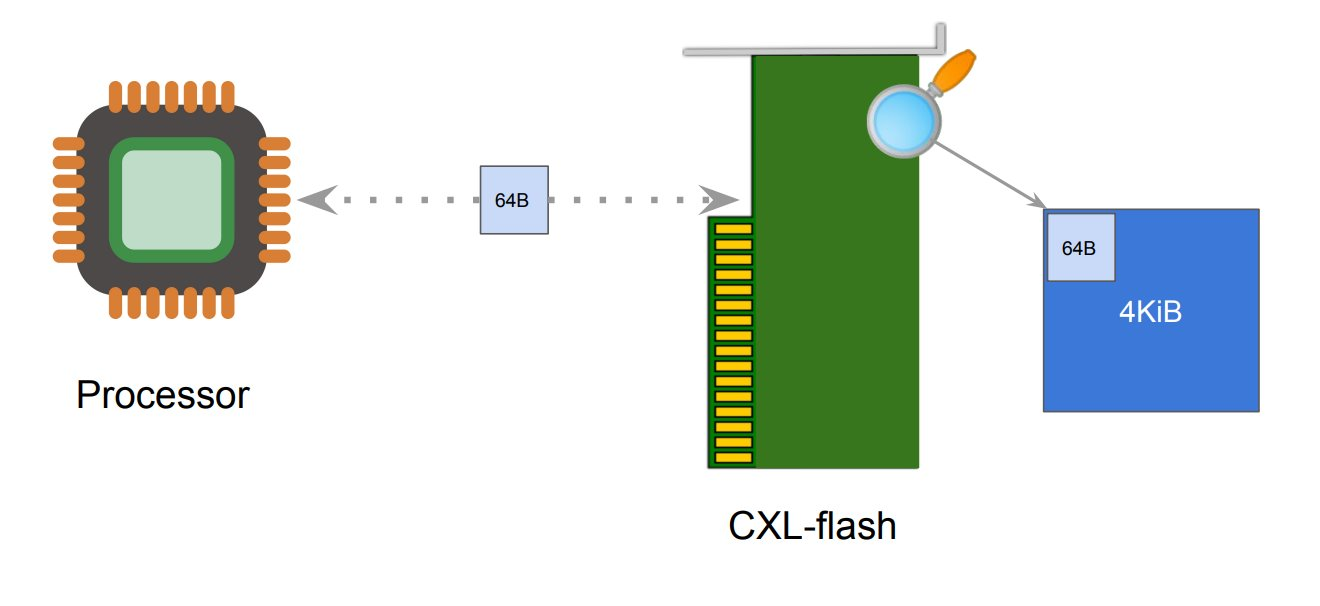 64B
64B
4KiB
Processor
CXL-flash